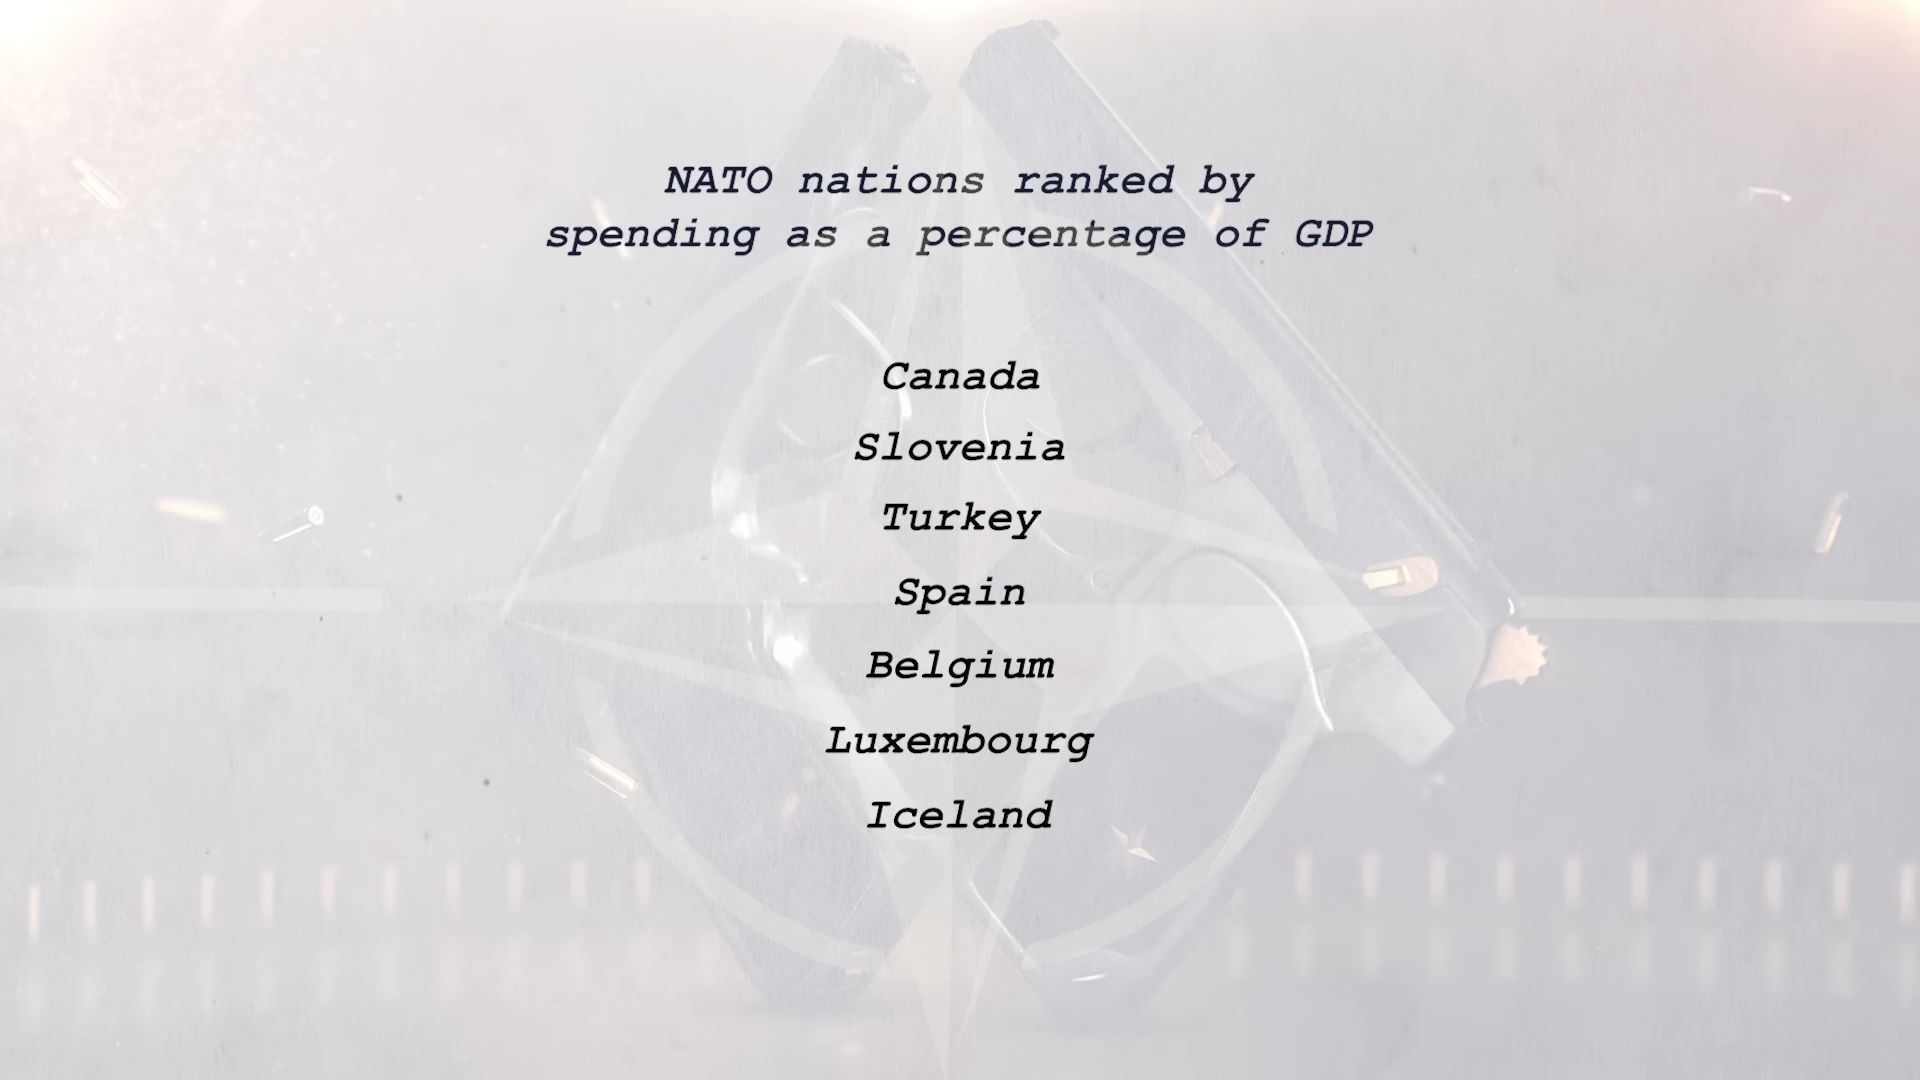 NATO nations ranked by
spending as a percentage of GDP
Canada
Slovenia
Turkey
Spain
Belgium
Luxembourg
Iceland